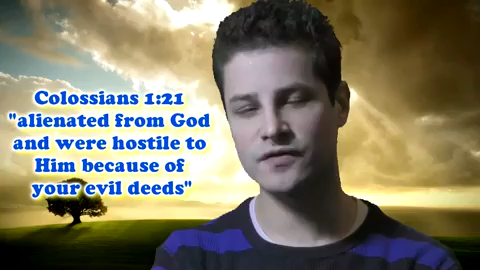 Colossians 1:21
"alienated from God
and were hostile to
Him because of
your evil deeds"